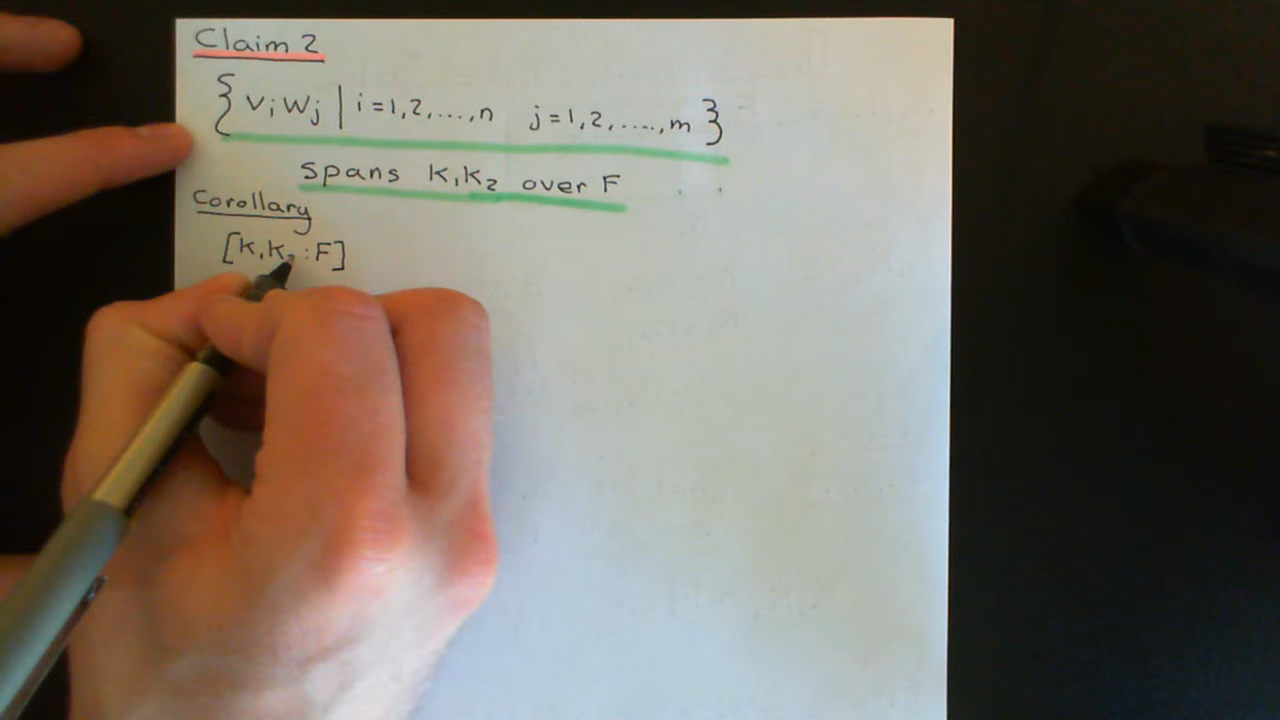 Claim 2
{ viwj | i=1,2,....,n j=1,2,....,m }
spans K1K2 over F
Corollary
[K1K2:F]